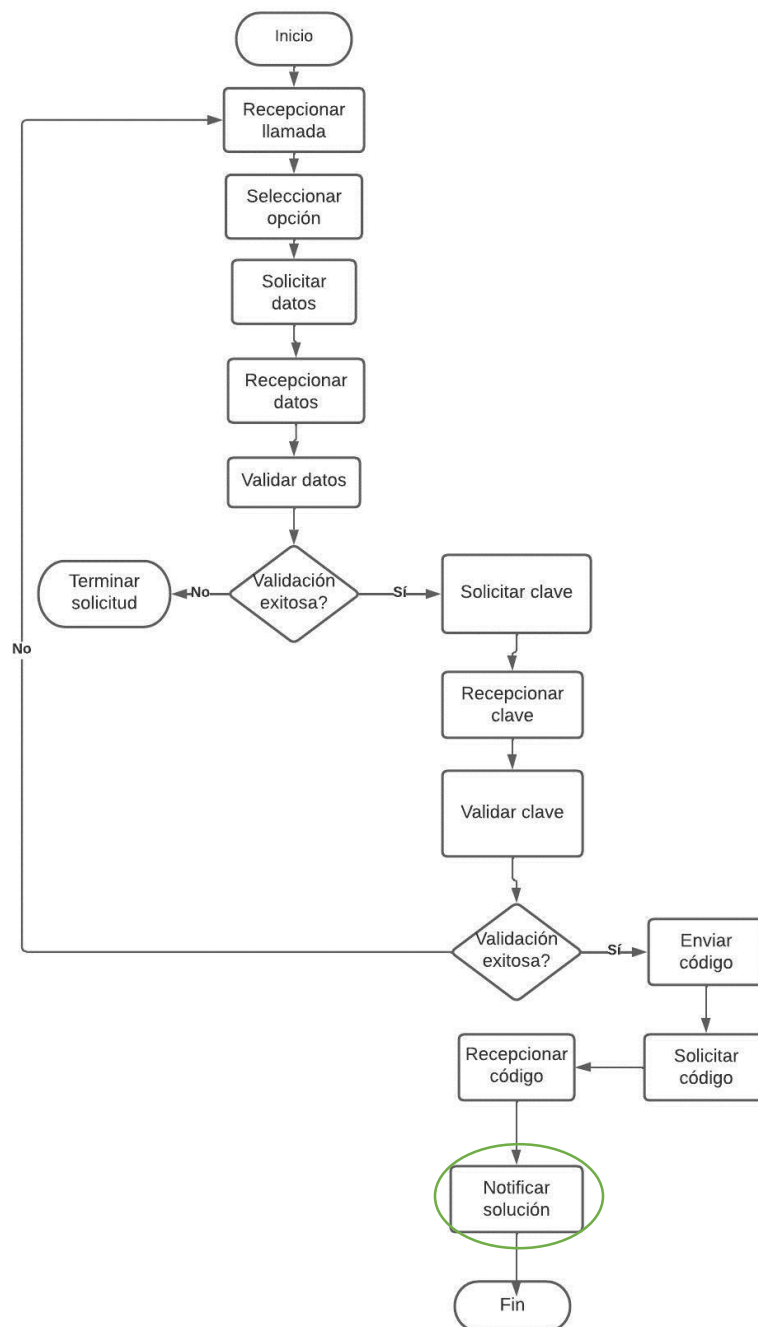 Inicio
Recepcionar
llamada
Seleccionar
opción
Solicitar
datos
Recepcionar
datos
Validar datos
Terminar
solicitud
No
Validación
exitosa?
Sí
Solicitar clave
No
Recepcionar
clave
Validar clave
Validación
exitosa?
Sí
Enviar
código
Recepcionar
código
Solicitar
código
Notificar
solución
Fin